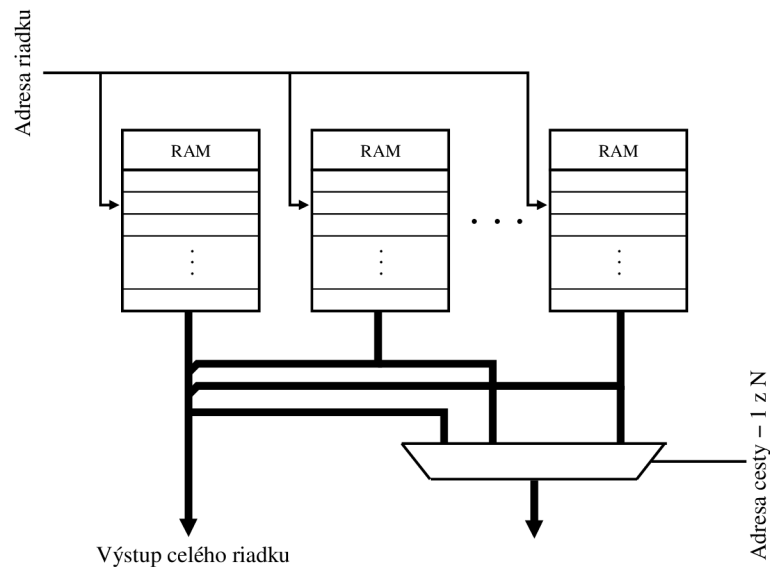 Adresa riadku
RAM
RAM
RAM
Adresa cesty – 1 z N
Výstup celého riadku